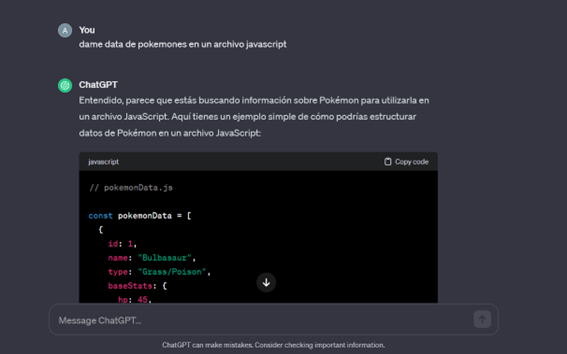 You
dame data de pokemones en un archivo javascript
ChatGPT
Entendido, parece que estás buscando información sobre Pokémon para utilizarla en
un archivo JavaScript. Aquí tienes un ejemplo simple de cómo podrías estructurar
datos de Pokémon en un archivo JavaScript:
javascript Copy code
// pokemonData.js
const pokemonData = [
{
id: 1,
name: "Bulbasaur",
type: "Grass/Poison",
baseStats: {
hp: 45,
Message ChatGPT...
ChatGPT can make mistakes. Consider checking important information.